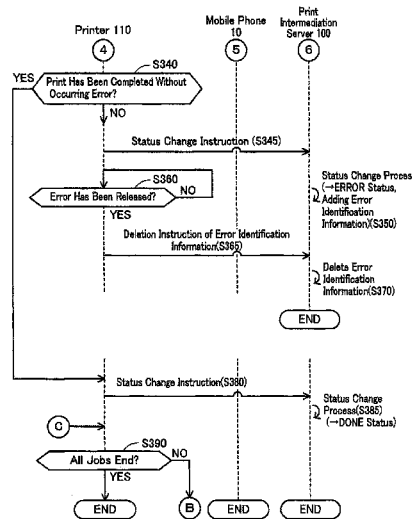 Printer 110
Mobile Phone
10
Print
Intermediation
Server 100
4
5
6
S340
YES
Print Has Been Completed Without
Occurring Error?
NO
Status Change Instruction (S345)
S360
Error Has Been Released?
NO
YES
Status Change Process
(→ERROR Status,
Adding Error
Identification
Information)(S350)
Deletion Instruction of Error Identification
Information(S365)
Delete Error
Identification
Information(S370)
END
Status Change Instruction(S380)
Status Change
Process(S385)
(→DONE Status)
C
S390
All Jobs End?
NO
YES
END
B
END
END